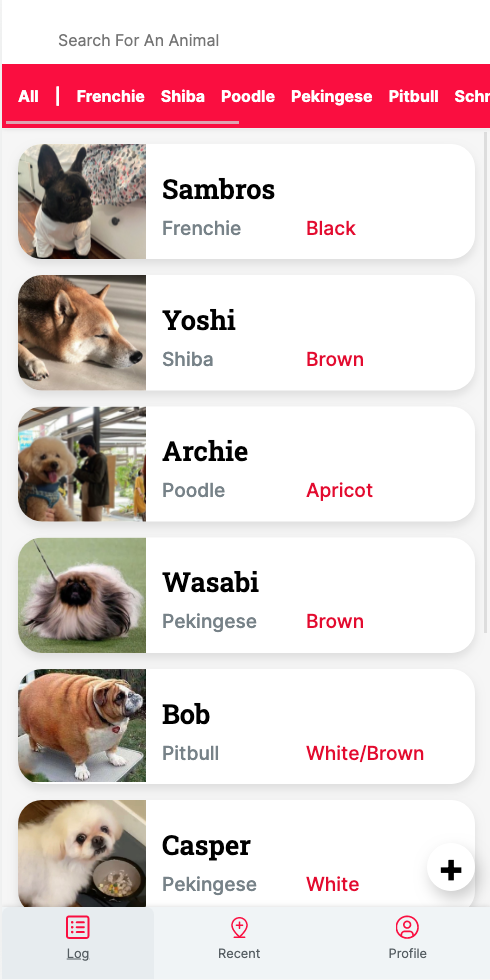 Search For An Animal
All | Frenchie Shiba Poodle Pekingese Pitbull Schn
Sambros
Frenchie Black
Yoshi
Shiba Brown
Archie
Poodle Apricot
Wasabi
Pekingese Brown
Bob
Pitbull White/Brown
Casper
Pekingese White
Log Recent Profile